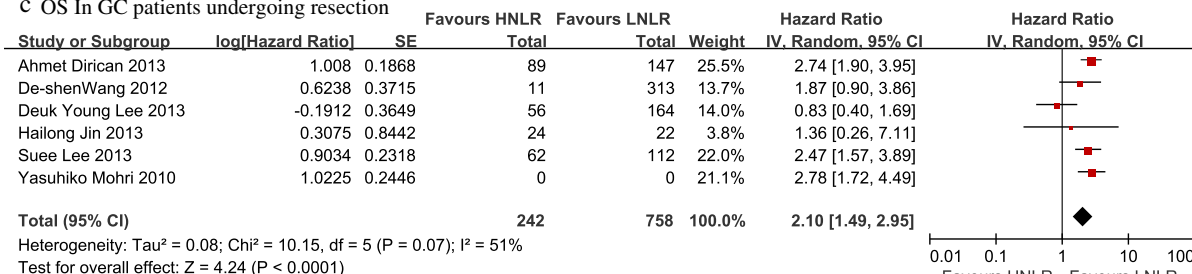 c OS In GC patients undergoing resection
Favours HNLR Favours LNLR Hazard Ratio Hazard Ratio
Study or Subgroup log[Hazard Ratio] SE Total Total Weight IV, Random, 95% CI IV, Random, 95% CI
Ahmet Dirican 2013 1.008 0.1868 89 147 25.5% 2.74 [1.90, 3.95]
De-shenWang 2012 0.6238 0.3715 11 313 13.7% 1.87 [0.90, 3.86]
Deuk Young Lee 2013 -0.1912 0.3649 56 164 14.0% 0.83 [0.40, 1.69]
Hailong Jin 2013 0.3075 0.8442 24 22 3.8% 1.36 [0.26, 7.11]
Suee Lee 2013 0.9034 0.2318 62 112 22.0% 2.47 [1.57, 3.89]
Yasuhiko Mohri 2010 1.0225 0.2446 0 0 21.1% 2.78 [1.72, 4.49]
Total (95% CI) 242 758 100.0% 2.10 [1.49, 2.95]
Heterogeneity: Tau² = 0.08; Chi² = 10.15, df = 5 (P = 0.07); I² = 51%
Test for overall effect: Z = 4.24 (P < 0.0001)
0.01 0.1 1 10 100
Favours HNLR Favours LNLR